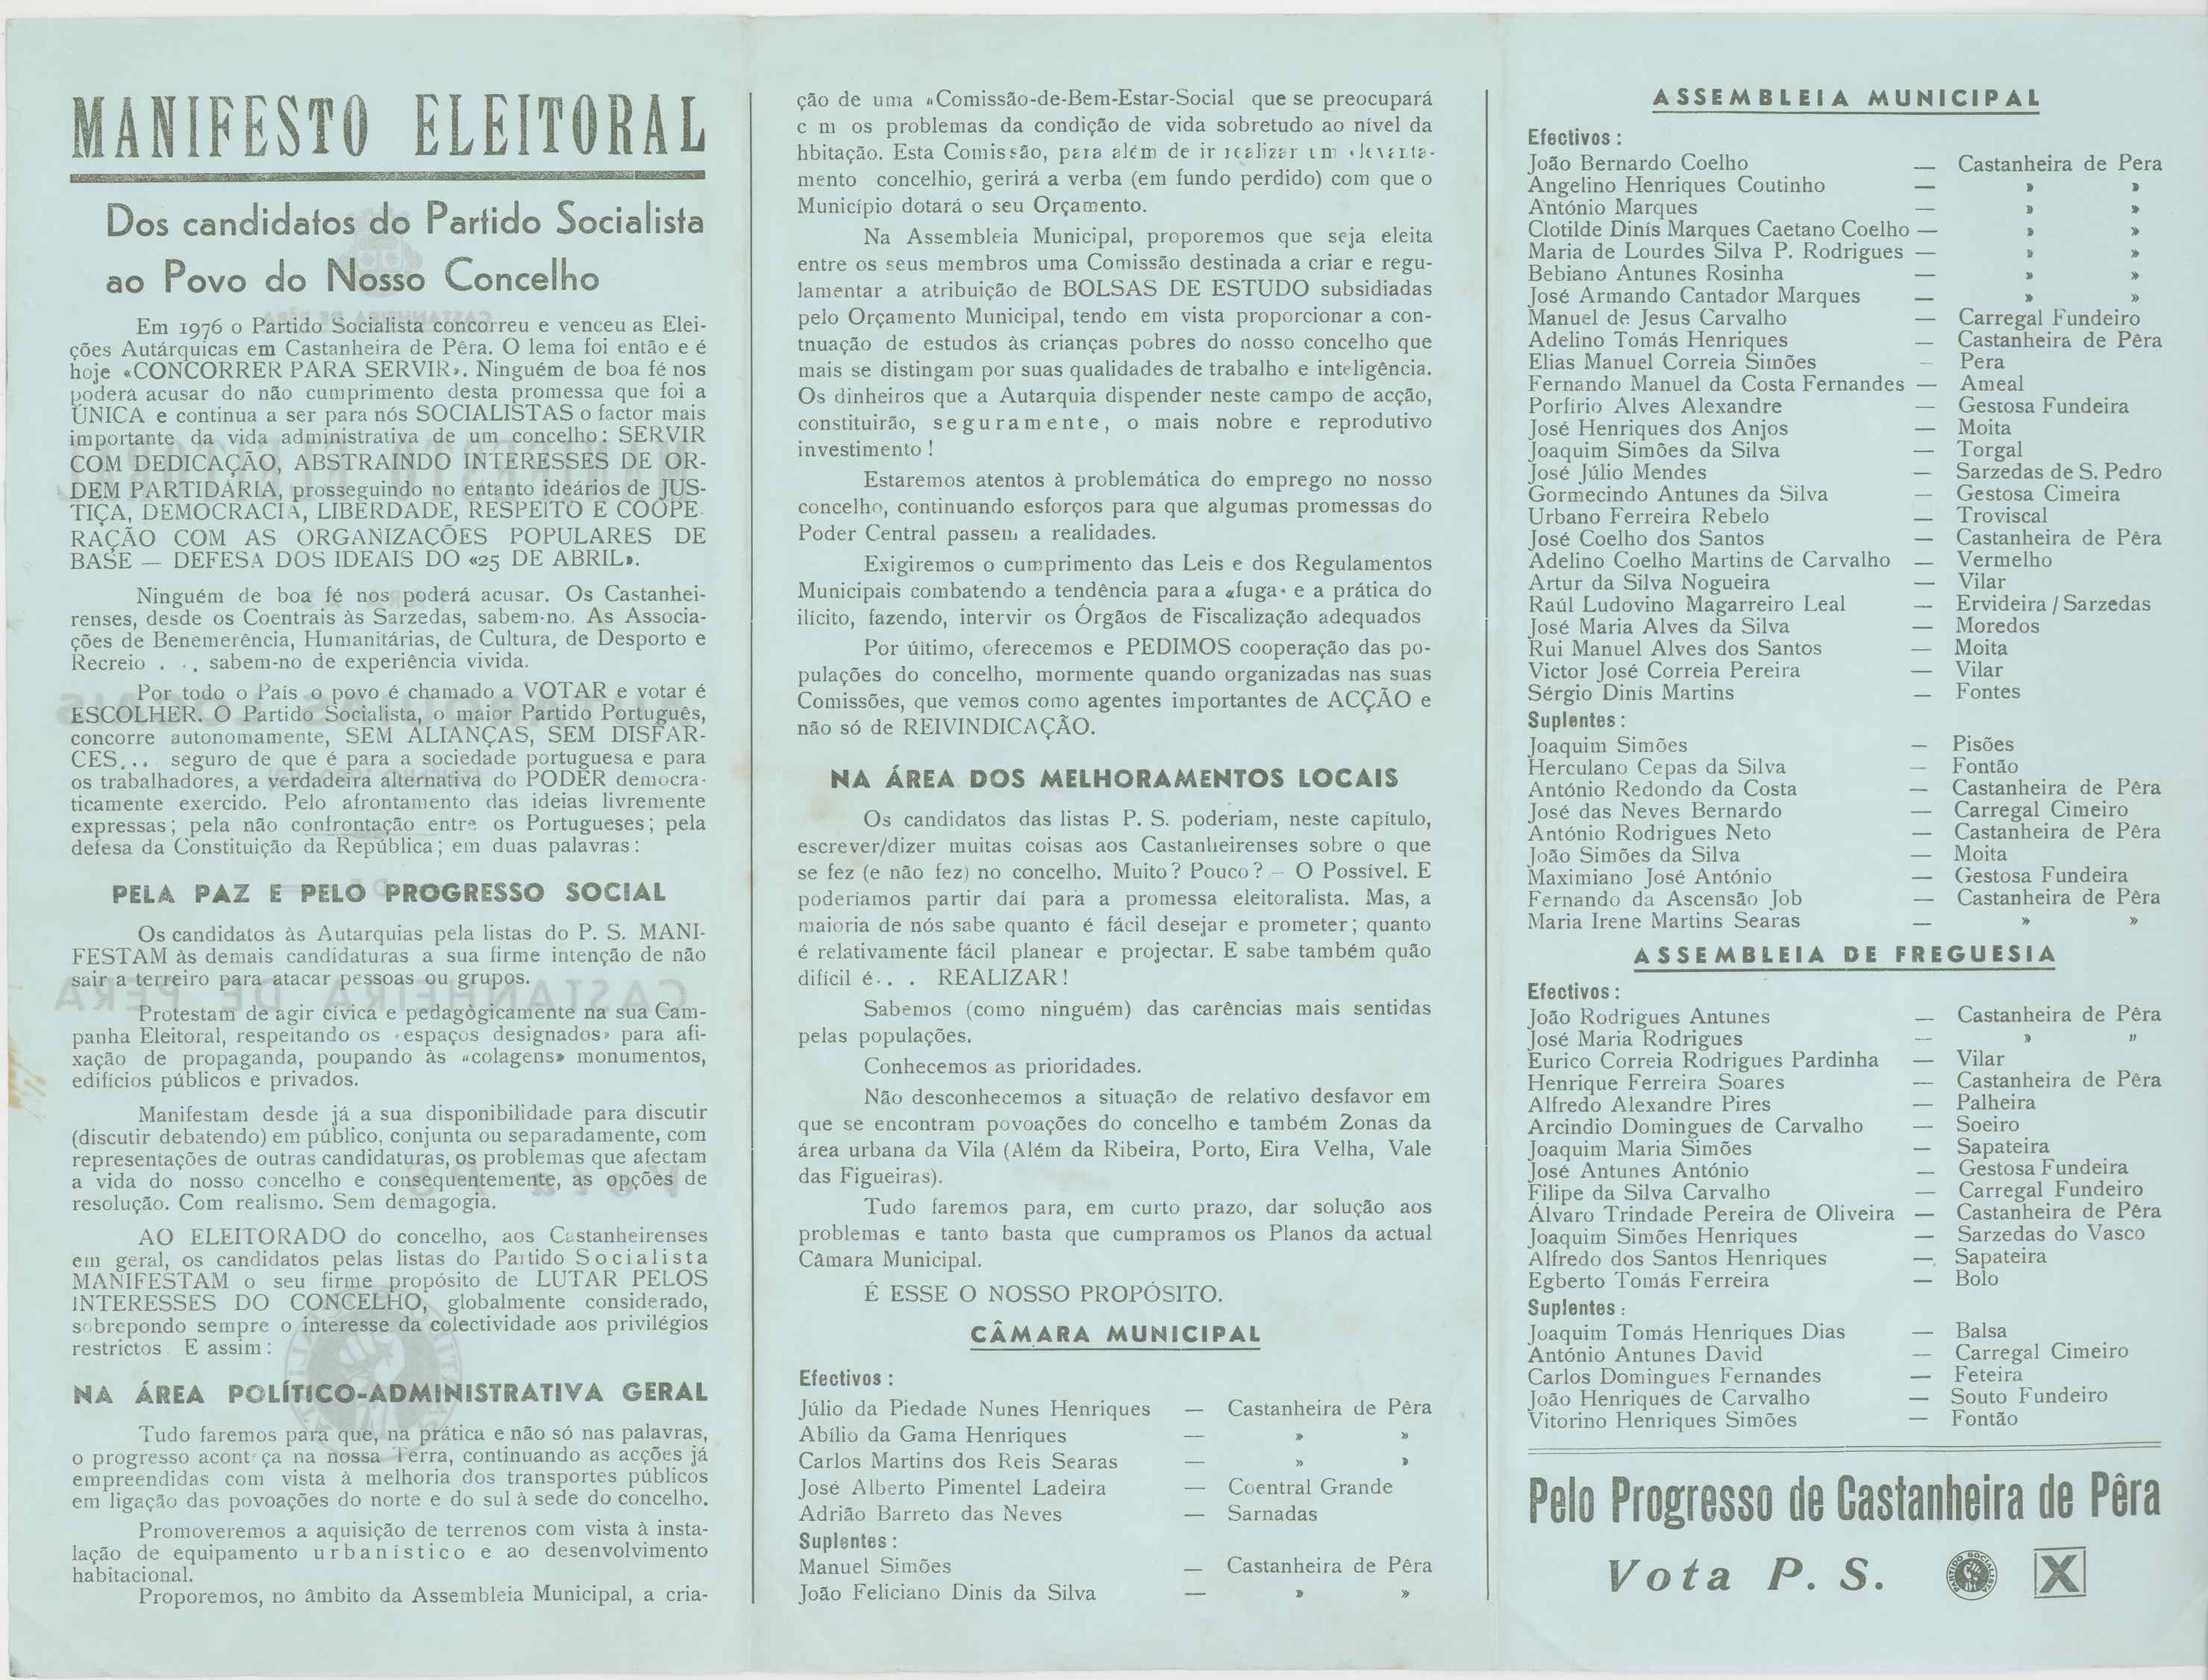 MANIFESTO ELEITORAL
Dos candidatos do Partido Socialista
ao Povo do Nosso Concelho
Em 1976 o Partido Socialista concorreu e venceu as Elei-
ções Autárquicas em Castanheira de Pêra. O lema foi então e é
hoje «CONCORRER PARA SERVIR». Ninguém de boa fé nos
poderá acusar do não cumprimento desta promessa que foi a
ÚNICA e continua a ser para nós SOCIALISTAS o factor mais
importante da vida administrativa de um concelho: SERVIR
COM DEDICAÇÃO, ABSTRAINDO INTERESSES DE OR-
DEM PARTIDÁRIA, prosseguindo no entanto ideários de JUS-
TIÇA, DEMOCRACIA, LIBERDADE, RESPEITO E COOPE-
RAÇÃO COM AS ORGANIZAÇÕES POPULARES DE
BASE — DEFESA DOS IDEAIS DO «25 DE ABRIL».
Ninguém de boa fé nos poderá acusar. Os Castanhei-
renses, desde os Coentrais às Sarzedas, sabem-no. As Associa-
ções de Benemerência, Humanitárias, de Cultura, de Desporto e
Recreio . . . sabem-no de experiência vivida.
Por todo o País o povo é chamado a VOTAR e votar é
ESCOLHER. O Partido Socialista, o maior Partido Português,
concorre autonomamente, SEM ALIANÇAS, SEM DISFAR-
CES... seguro de que é para a sociedade portuguesa e para
os trabalhadores, a verdadeira alternativa do PODER democra-
ticamente exercido. Pelo afrontamento das ideias livremente
expressas; pela não confrontação entre os Portugueses; pela
defesa da Constituição da República; em duas palavras:
PELA PAZ E PELO PROGRESSO SOCIAL
Os candidatos às Autarquias pela listas do P. S. MANI-
FESTAM às demais candidaturas a sua firme intenção de não
sair a terreiro para atacar pessoas ou grupos.
Protestam de agir cívica e pedagògicamente na sua Cam-
panha Eleitoral, respeitando os «espaços designados» para afi-
xação de propaganda, poupando às «colagens» monumentos,
edifícios públicos e privados.
Manifestam desde já a sua disponibilidade para discutir
(discutir debatendo) em público, conjunta ou separadamente, com
representações de outras candidaturas, os problemas que afectam
a vida do nosso concelho e consequentemente, as opções de
resolução. Com realismo. Sem demagogia.
AO ELEITORADO do concelho, aos Castanheirenses
em geral, os candidatos pelas listas do Partido Socialista
MANIFESTAM o seu firme propósito de LUTAR PELOS
INTERESSES DO CONCELHO, globalmente considerado,
sobrepondo sempre o interesse da colectividade aos privilégios
restrictos E assim:
NA ÁREA POLÍTICO-ADMINISTRATIVA GERAL
Tudo faremos para que, na prática e não só nas palavras,
o progresso aconteça na nossa Terra, continuando as acções já
empreendidas com vista à melhoria dos transportes públicos
em ligação das povoações do norte e do sul à sede do concelho.
Promoveremos a aquisição de terrenos com vista à insta-
lação de equipamento urbanístico e ao desenvolvimento
habitacional.
Proporemos, no âmbito da Assembleia Municipal, a cria-
ção de uma «Comissão-de-Bem-Estar-Social que se preocupará
c m os problemas da condição de vida sobretudo ao nível da
hbitação. Esta Comissão, para além de ir realizar um «levanta-
mento concelhio, gerirá a verba (em fundo perdido) com que o
Município dotará o seu Orçamento.
Na Assembleia Municipal, proporemos que seja eleita
entre os seus membros uma Comissão destinada a criar e regu-
lamentar a atribuição de BOLSAS DE ESTUDO subsidiadas
pelo Orçamento Municipal, tendo em vista proporcionar a con-
tnuação de estudos às crianças pobres do nosso concelho que
mais se distingam por suas qualidades de trabalho e inteligência.
Os dinheiros que a Autarquia dispender neste campo de acção,
constituirão, seguramente, o mais nobre e reprodutivo
investimento !
Estaremos atentos à problemática do emprego no nosso
concelho, continuando esforços para que algumas promessas do
Poder Central passem a realidades.
Exigiremos o cumprimento das Leis e dos Regulamentos
Municipais combatendo a tendência para a «fuga» e a prática do
ilícito, fazendo, intervir os Órgãos de Fiscalização adequados
Por úitimo, oferecemos e PEDIMOS cooperação das po-
pulações do concelho, mormente quando organizadas nas suas
Comissões, que vemos como agentes importantes de ACÇÃO e
não só de REIVINDICAÇÃO.
NA ÁREA DOS MELHORAMENTOS LOCAIS
Os candidatos das listas P. S. poderiam, neste capítulo,
escrever/dizer muitas coisas aos Castanheirenses sobre o que
se fez (e não fez) no concelho. Muito? Pouco? — O Possível. E
poderiamos partir daí para a promessa eleitoralista. Mas, a
maioria de nós sabe quanto é fácil desejar e prometer; quanto
é relativamente fácil planear e projectar. E sabe também quão
difícil é. . . REALIZAR!
Sabemos (como ninguém) das carências mais sentidas
pelas populações.
Conhecemos as prioridades.
Não desconhecemos a situação de relativo desfavor em
que se encontram povoações do concelho e também Zonas da
área urbana da Vila (Além da Ribeira, Porto, Eira Velha, Vale
das Figueiras).
Tudo faremos para, em curto prazo, dar solução aos
problemas e tanto basta que cumpramos os Planos da actual
Câmara Municipal.
É ESSE O NOSSO PROPÓSITO.
CÂMARA MUNICIPAL
Efectivos :
Júlio da Piedade Nunes Henriques — Castanheira de Pêra
Abílio da Gama Henriques — » »
Carlos Martins dos Reis Searas — » »
José Alberto Pimentel Ladeira — Coentral Grande
Adrião Barreto das Neves — Sarnadas
Suplentes :
Manuel Simões — Castanheira de Pêra
João Feliciano Dinis da Silva — » »
ASSEMBLEIA MUNICIPAL
Efectivos :
João Bernardo Coelho — Castanheira de Pera
Angelino Henriques Coutinho — » »
António Marques — » »
Clotilde Dinís Marques Caetano Coelho — » »
Maria de Lourdes Silva P. Rodrigues — » »
Bebiano Antunes Rosinha — » »
José Armando Cantador Marques — » »
Manuel de Jesus Carvalho — Carregal Fundeiro
Adelino Tomás Henriques — Castanheira de Pêra
Elias Manuel Correia Simões — Pera
Fernando Manuel da Costa Fernandes — Ameal
Porfírio Alves Alexandre — Gestosa Fundeira
José Henriques dos Anjos — Moita
Joaquim Simões da Silva — Torgal
José Júlio Mendes — Sarzedas de S. Pedro
Gormecindo Antunes da Silva — Gestosa Cimeira
Urbano Ferreira Rebelo — Troviscal
José Coelho dos Santos — Castanheira de Pêra
Adelino Coelho Martins de Carvalho — Vermelho
Artur da Silva Nogueira — Vilar
Raúl Ludovino Magarreiro Leal — Ervideira / Sarzedas
José Maria Alves da Silva — Moredos
Rui Manuel Alves dos Santos — Moita
Victor José Correia Pereira — Vilar
Sérgio Dinís Martins — Fontes
Suplentes :
Joaquim Simões — Pisões
Herculano Cepas da Silva — Fontão
António Redondo da Costa — Castanheira de Pêra
José das Neves Bernardo — Carregal Cimeiro
António Rodrigues Neto — Castanheira de Pêra
João Simões da Silva — Moita
Maximiano José António — Gestosa Fundeira
Fernando da Ascensão Job — Castanheira de Pêra
Maria Irene Martins Searas — » »
ASSEMBLEIA DE FREGUESIA
Efectivos :
João Rodrigues Antunes — Castanheira de Pêra
José Maria Rodrigues — » »
Eurico Correia Rodrigues Pardinha — Vilar
Henrique Ferreira Soares — Castanheira de Pêra
Alfredo Alexandre Pires — Palheira
Arcindio Domingues de Carvalho — Soeiro
Joaquim Maria Simões — Sapateira
José Antunes António — Gestosa Fundeira
Filipe da Silva Carvalho — Carregal Fundeiro
Álvaro Trindade Pereira de Oliveira — Castanheira de Pêra
Joaquim Simões Henriques — Sarzedas do Vasco
Alfredo dos Santos Henriques — Sapateira
Egberto Tomás Ferreira — Bolo
Suplentes :
Joaquim Tomás Henriques Dias — Balsa
António Antunes David — Carregal Cimeiro
Carlos Domingues Fernandes — Feteira
João Henriques de Carvalho — Souto Fundeiro
Vitorino Henriques Simões — Fontão
Pelo Progresso de Castanheira de Pêra
Vota P. S. PARTIDO SOCIALISTA X